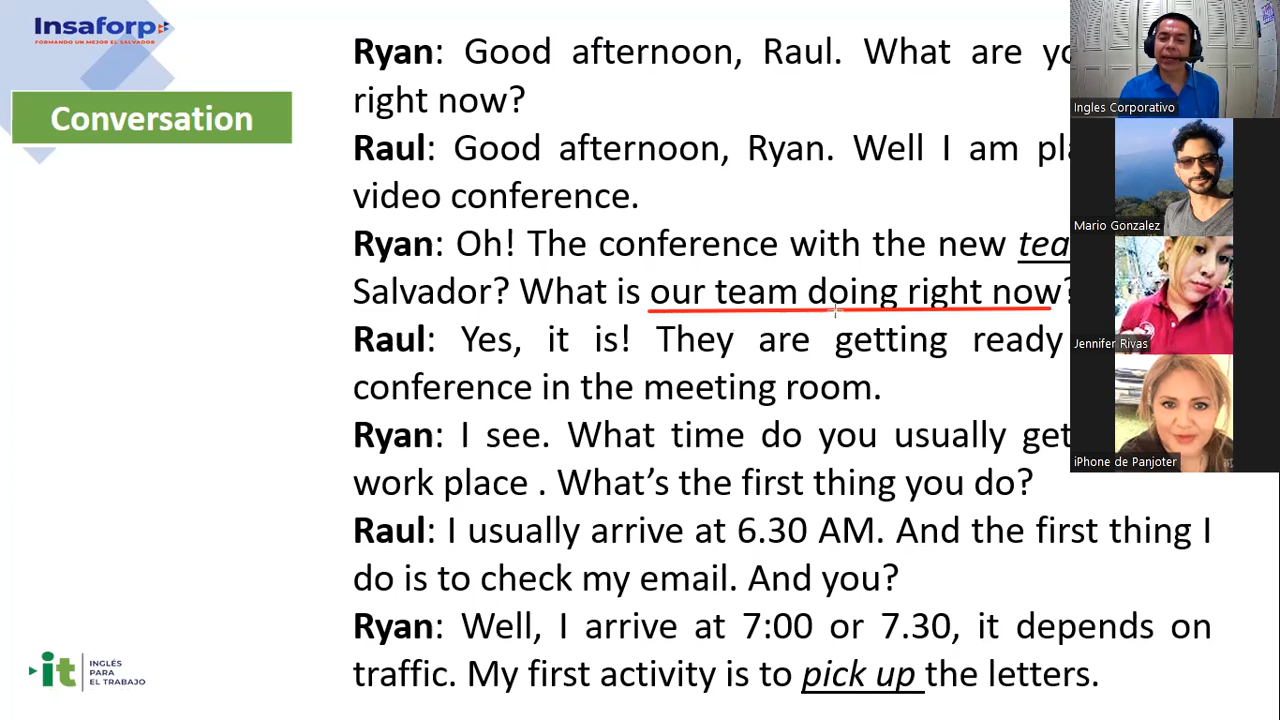 Insaforp
FORMANDO UN MEJOR EL SALVADOR
Conversation
Ryan: Good afternoon, Raul. What are
right now?
Raul: Good afternoon, Ryan. Well I am
video conference.
Ryan: Oh! The conference with the new
Salvador? What is our team doing right now?
Raul: Yes, it is! They are getting ready
conference in the meeting room.
Ryan: I see. What time do you usually get
work place . What's the first thing you do?
Raul: I usually arrive at 6.30 AM. And the first thing I
do is to check my email. And you?
Ryan: Well, I arrive at 7:00 or 7.30, it depends on
traffic. My first activity is to pick up the letters.
it
INGLÉS
PARA
EL TRABAJO
Ingles Corporativo
Mario Gonzalez
Jennifer Rivas
iPhone de Panjoter